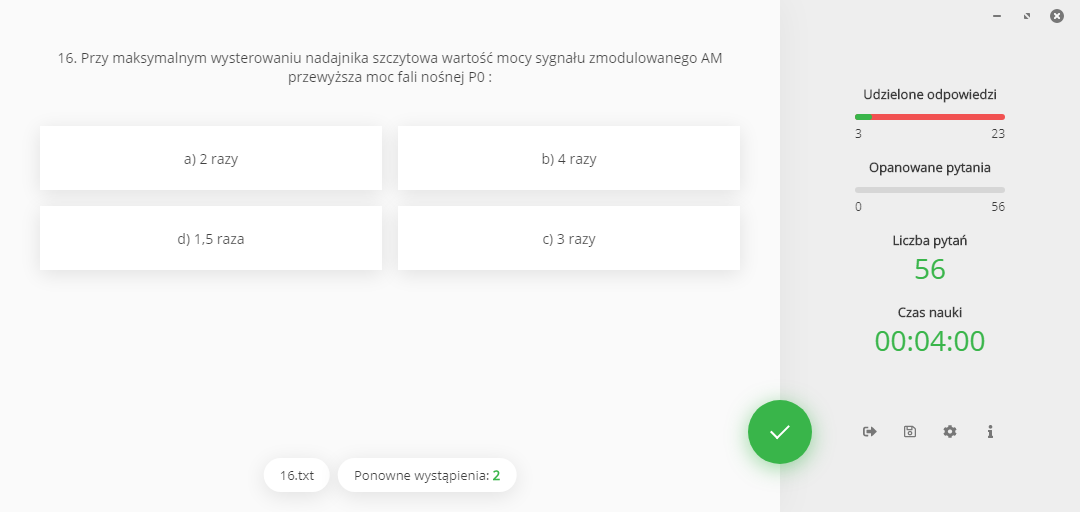 16. Przy maksymalnym wysterowaniu nadajnika szczytowa wartość mocy sygnału zmodulowanego AM
przewyższa moc fali nośnej P0 :
a) 2 razy
b) 4 razy
d) 1,5 raza
c) 3 razy
16.txt
Ponowne wystąpienia: 2
Udzielone odpowiedzi
3
23
Opanowane pytania
0
56
Liczba pytań
56
Czas nauki
00:04:00